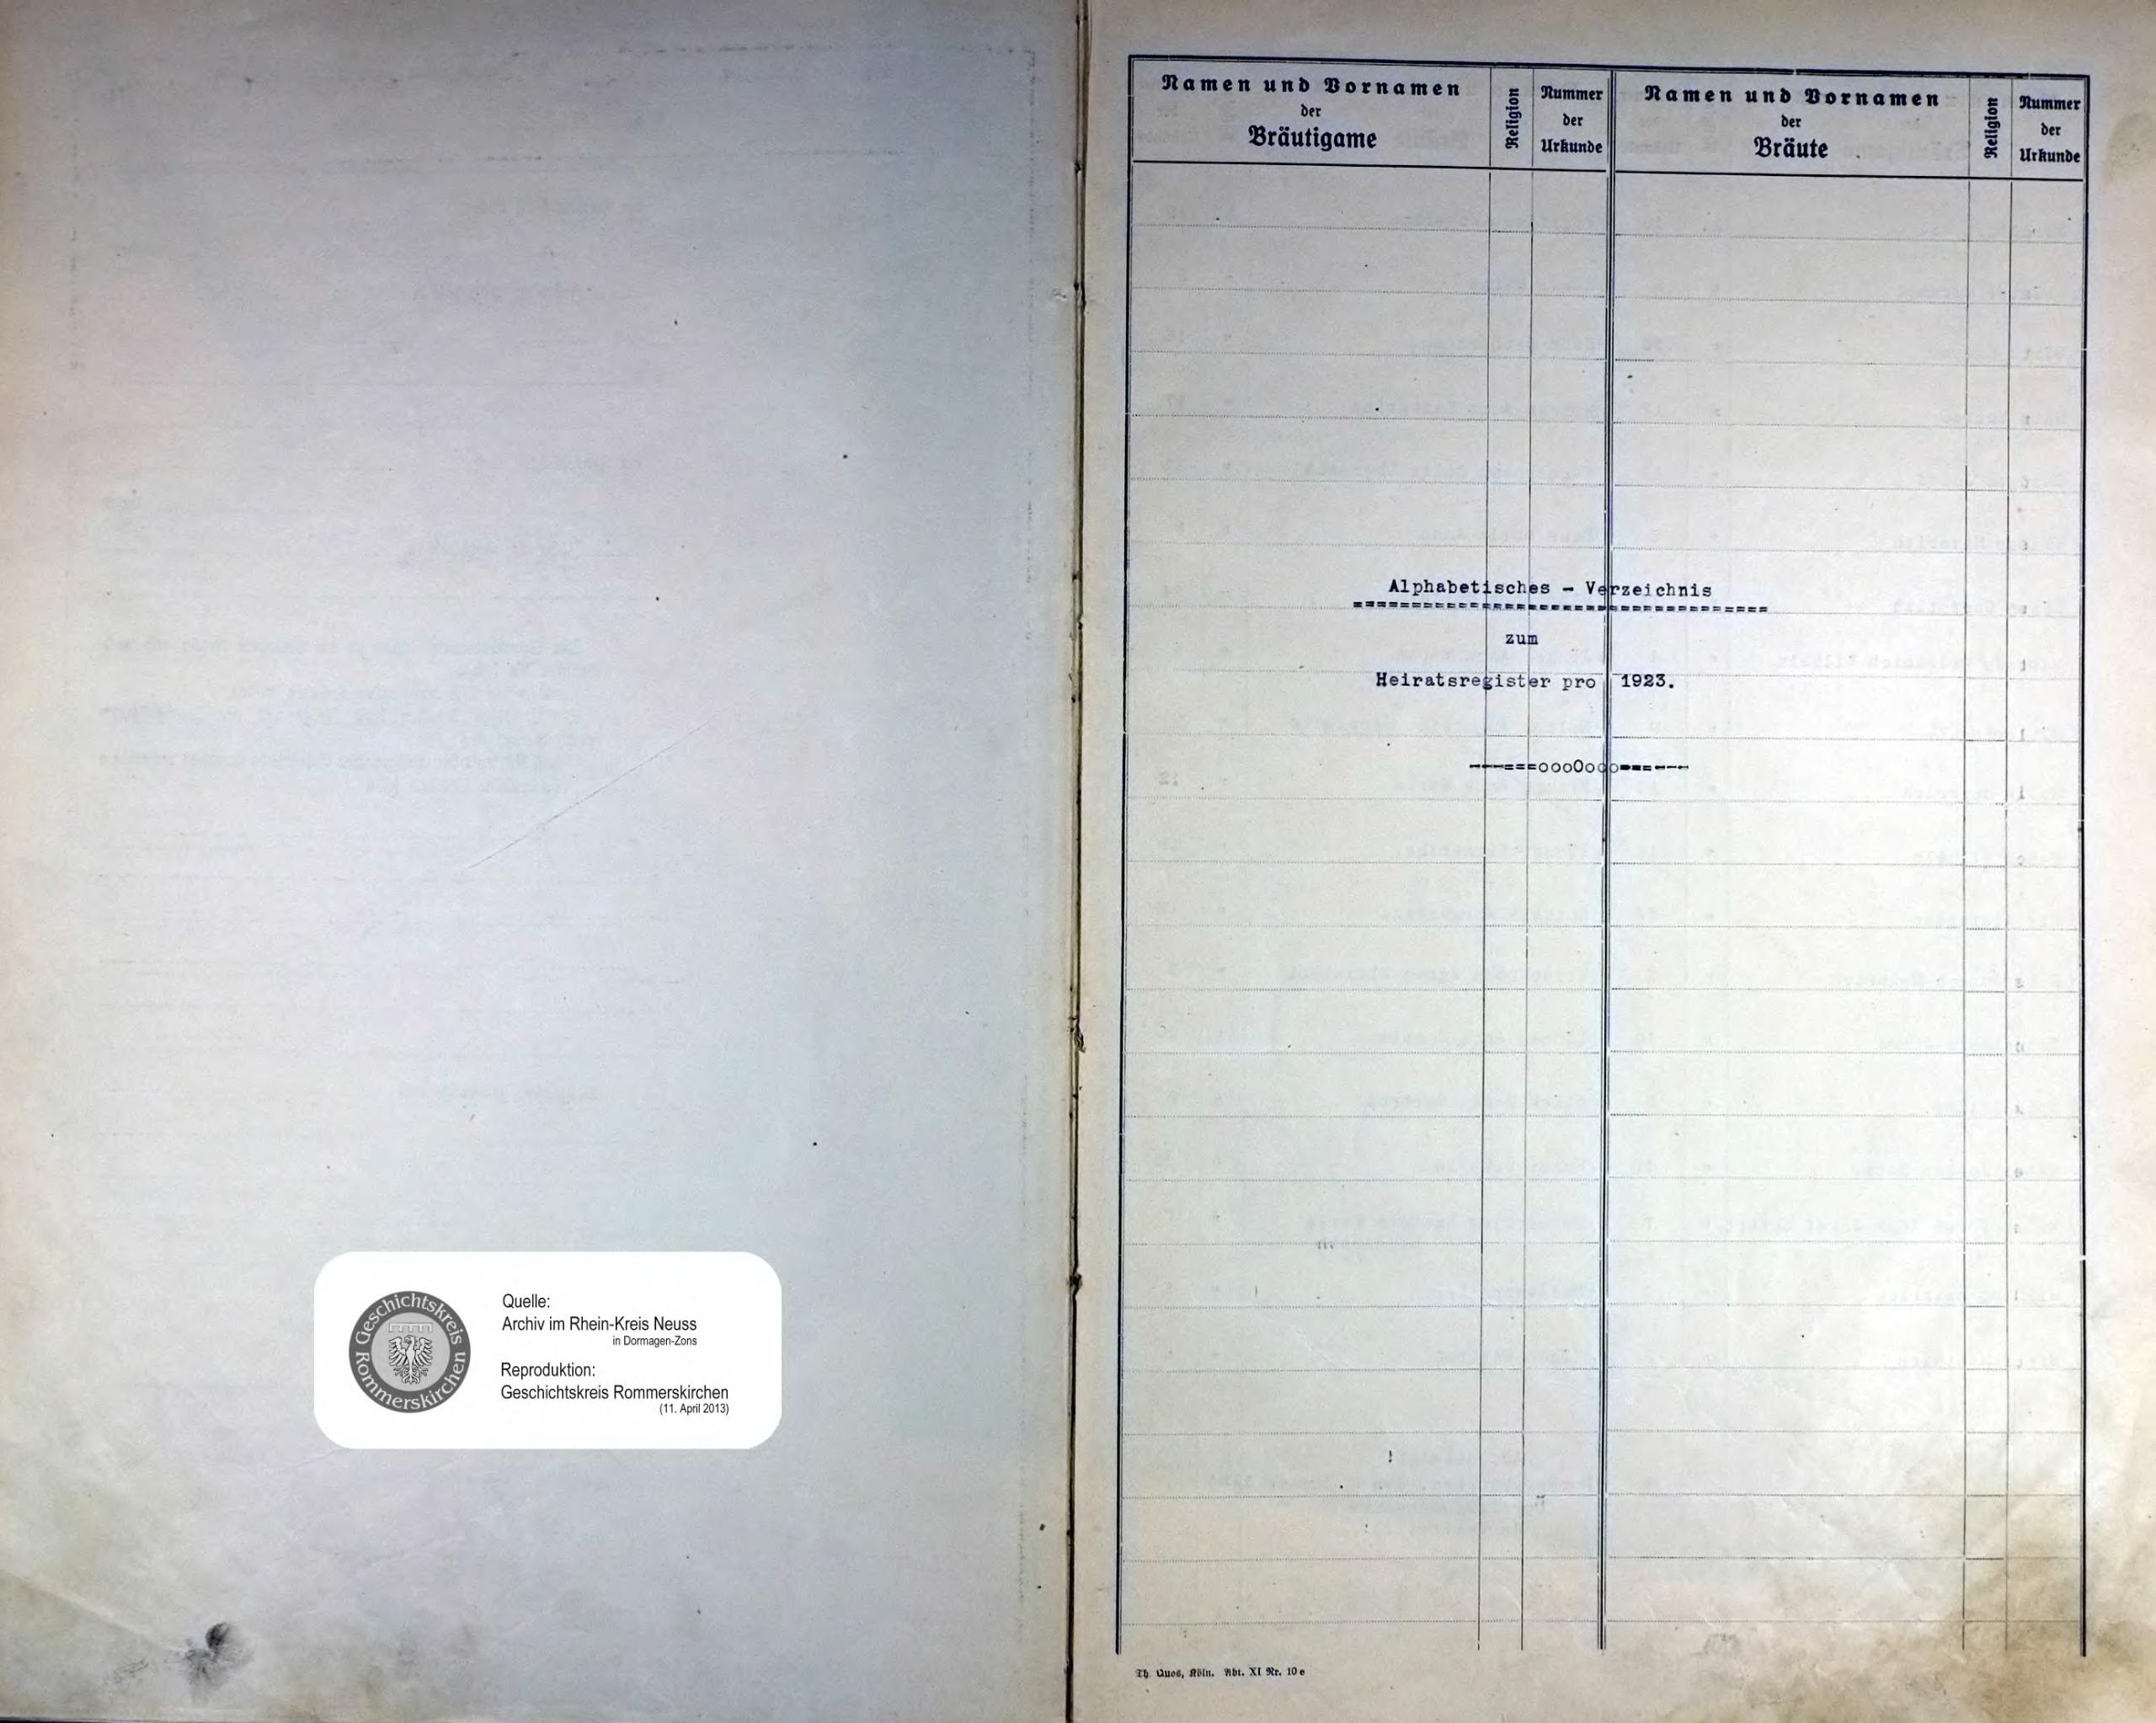 Geschichtskreis Rommerskirchen
Quelle:
Archiv im Rhein-Kreis Neuss
in Dormagen-Zons
Reproduktion:
Geschichtskreis Rommerskirchen
(11. April 2013)
Namen und Vornamen
der
Bräutigame
Religion
Nummer
der
Urkunde
Namen und Vornamen
der
Bräute
Religion
Nummer
der
Urkunde
Alphabetisches - Verzeichnis
===================================
zum
Heiratsregister pro 1923.
----===oooOooo===----
Th. Quos, Köln. Abt. XI Nr. 10 e